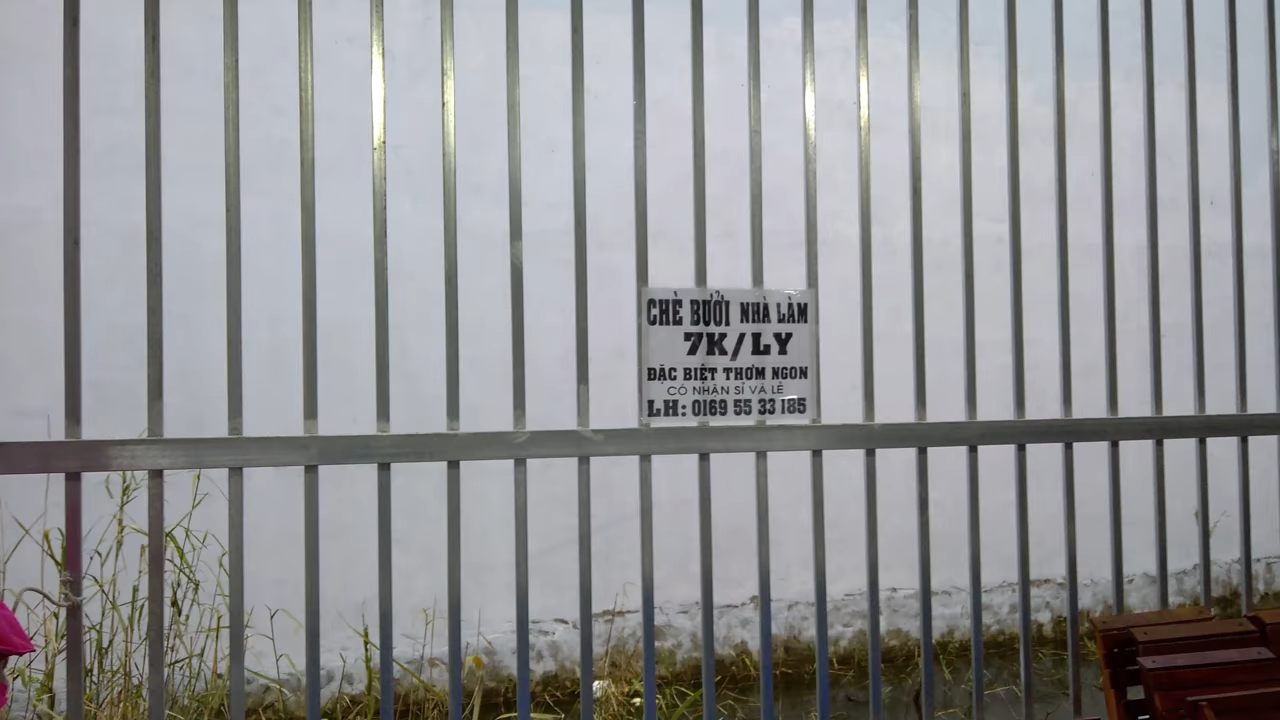 CHÈ BƯỞI NHÀ LÀM
7K/LY
ĐẶC BIỆT THƠM NGON
CÓ NHẬN SỈ VÀ LẺ
LH: 0169 55 33 185